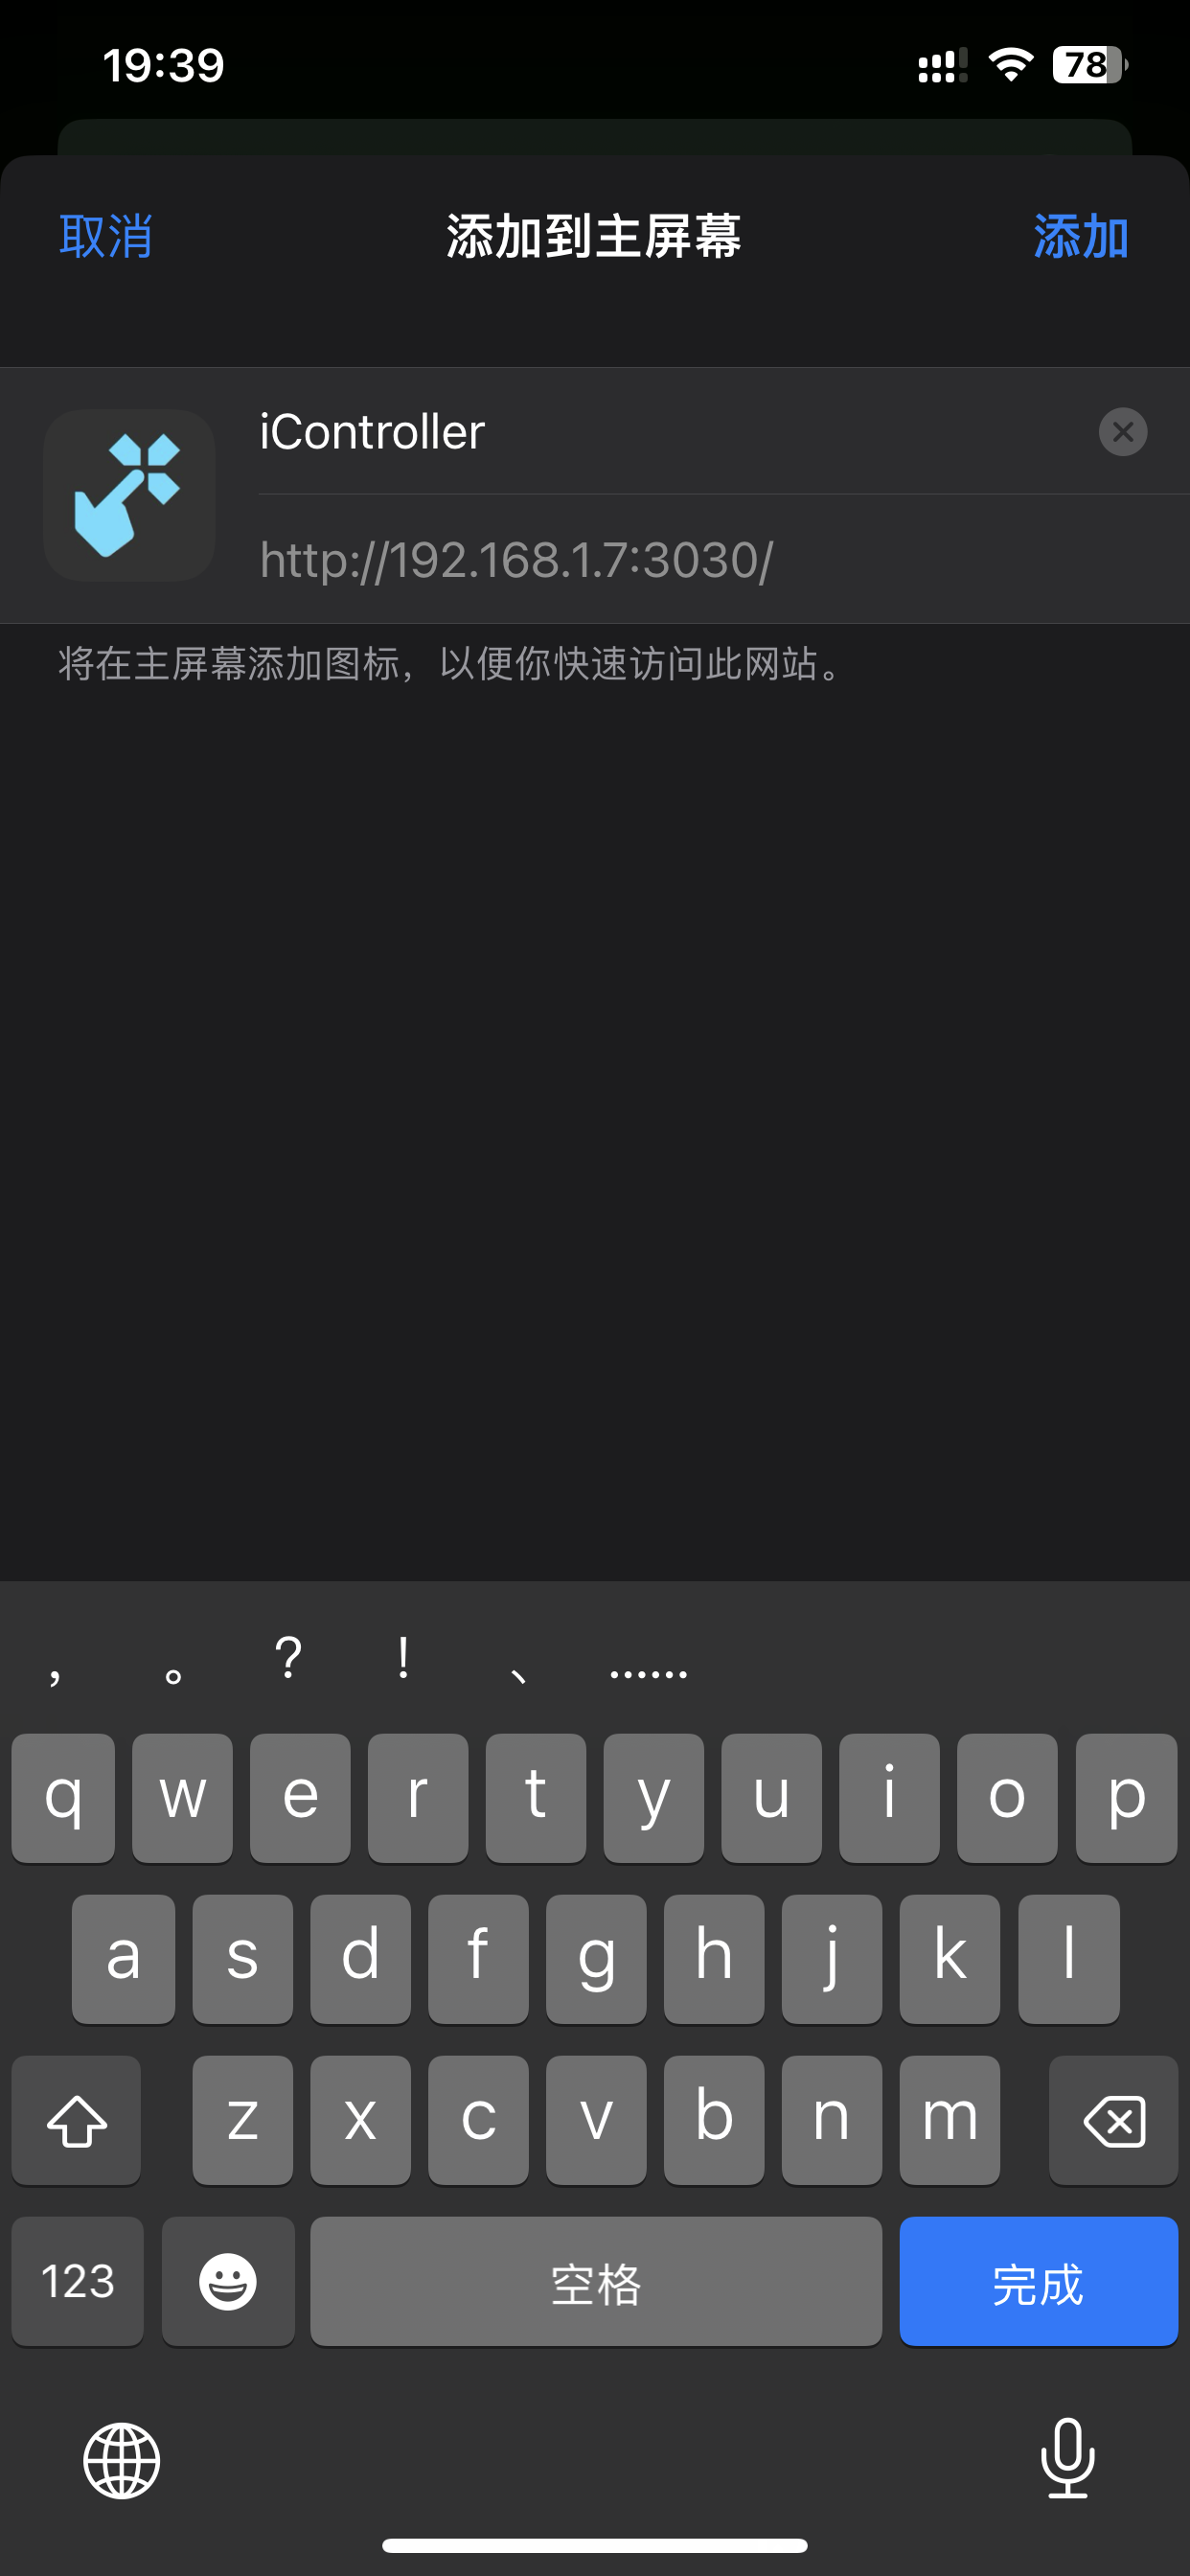 19:39
78
取消
添加到主屏幕
添加
iController
http://192.168.1.7:3030/
将在主屏幕添加图标，以便你快速访问此网站。
， 。 ？ ！ 、 ……
q w e r t y u i o p
a s d f g h j k l
z x c v b n m
123 空格 完成